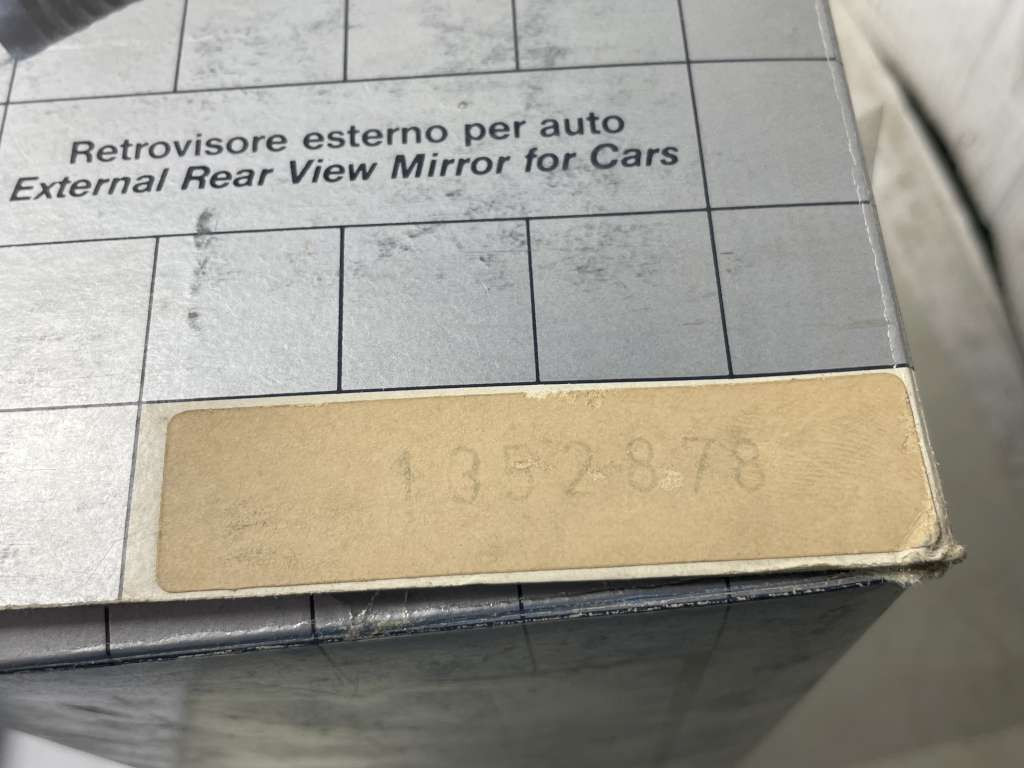 Retrovisore esterno per auto
External Rear View Mirror for Cars
1352878